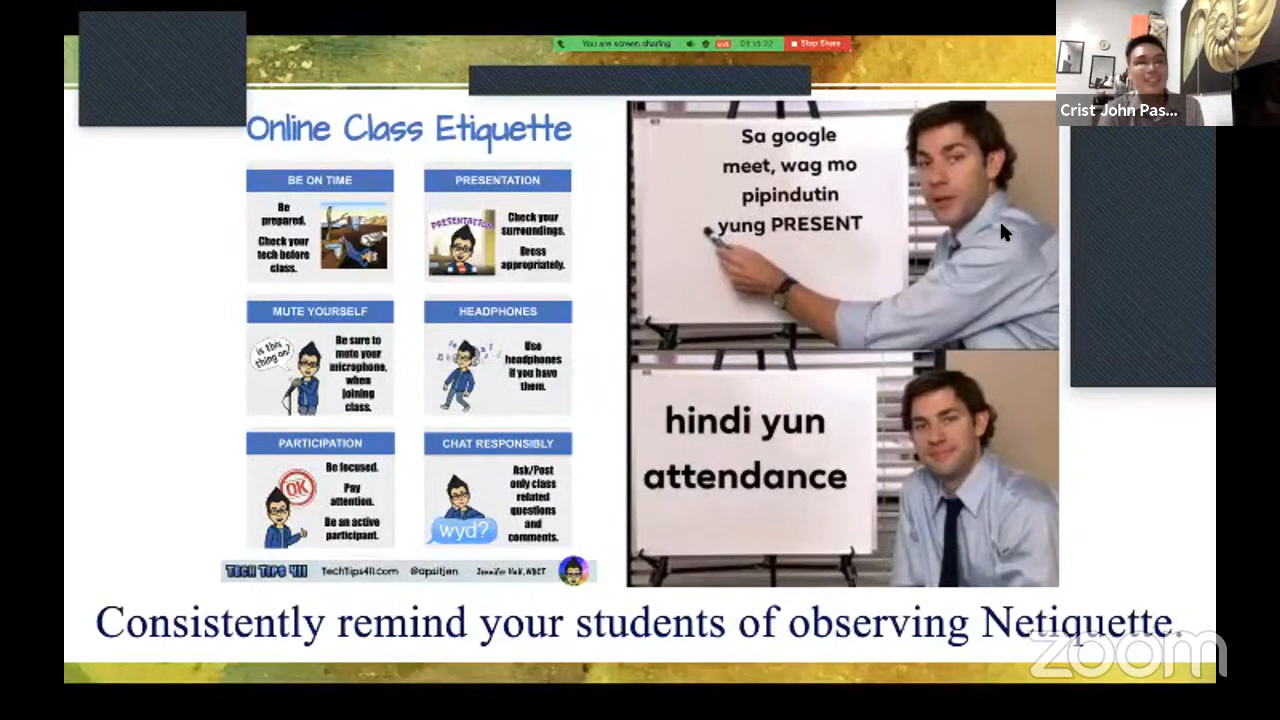 You are screen sharing
LIVE
01:15:22
Stop Share
Crist John Pas...
Online Class Etiquette
BE ON TIME
Be
prepared.
Check your
tech before
class.
PRESENTATION
PRESENTATION
Check your
surroundings.
Dress
appropriately.
MUTE YOURSELF
is this
thing on?
Be sure to
mute your
microphone,
when
joining
class.
HEADPHONES
Use
headphones
if you have
them.
PARTICIPATION
OK
Be focused.
Pay
attention.
Be an active
participant.
CHAT RESPONSIBLY
wyd?
Ask/Post
only class
related
questions
and
comments.
TECH TIPS 411
TechTips411.com
@apsitjen
Jennifer Hall, NBCT
Sa google
meet, wag mo
pipindutin
yung PRESENT
hindi yun
attendance
Consistently remind your students of observing Netiquette.
zoom